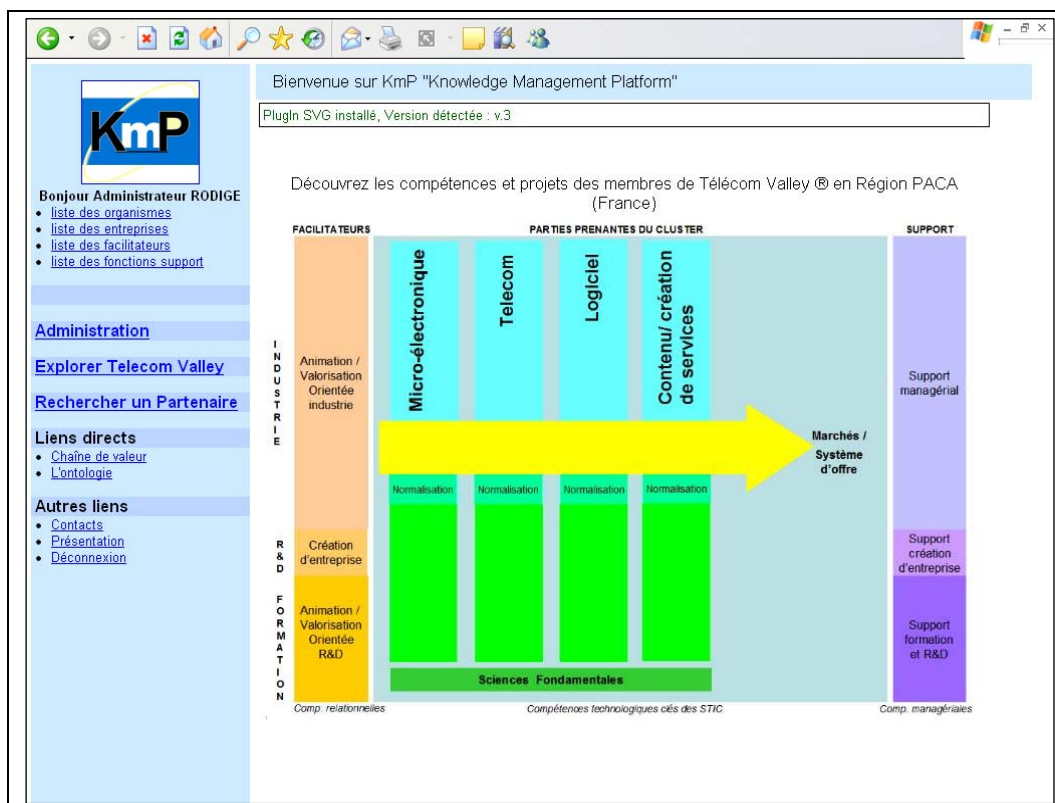 Bienvenue sur KmP "Knowledge Management Platform"
PlugIn SVG installé, Version détectée : v.3
KmP
Bonjour Administrateur RODIGE
liste des organismes
liste des entreprises
liste des facilitateurs
liste des fonctions support
Administration
Explorer Telecom Valley
Rechercher un Partenaire
Liens directs
Chaîne de valeur
L'ontologie
Autres liens
Contacts
Présentation
Déconnexion
Découvrez les compétences et projets des membres de Télécom Valley ® en Région PACA
(France)
FACILITATEURS
PARTIES PRENANTES DU CLUSTER
SUPPORT
INDUSTRIE
Animation /
Valorisation
Orientée
industrie
Micro-électronique
Telecom
Logiciel
Contenu/ création
de services
Marchés /
Système
d'offre
Support
managérial
Normalisation
Normalisation
Normalisation
Normalisation
R&D
Création
d'entreprise
Support
création
d'entreprise
FORMATION
Animation /
Valorisation
Orientée
R&D
Support
formation
et R&D
Sciences Fondamentales
Comp. relationnelles
Compétences technologiques clés des STIC
Comp. managériales